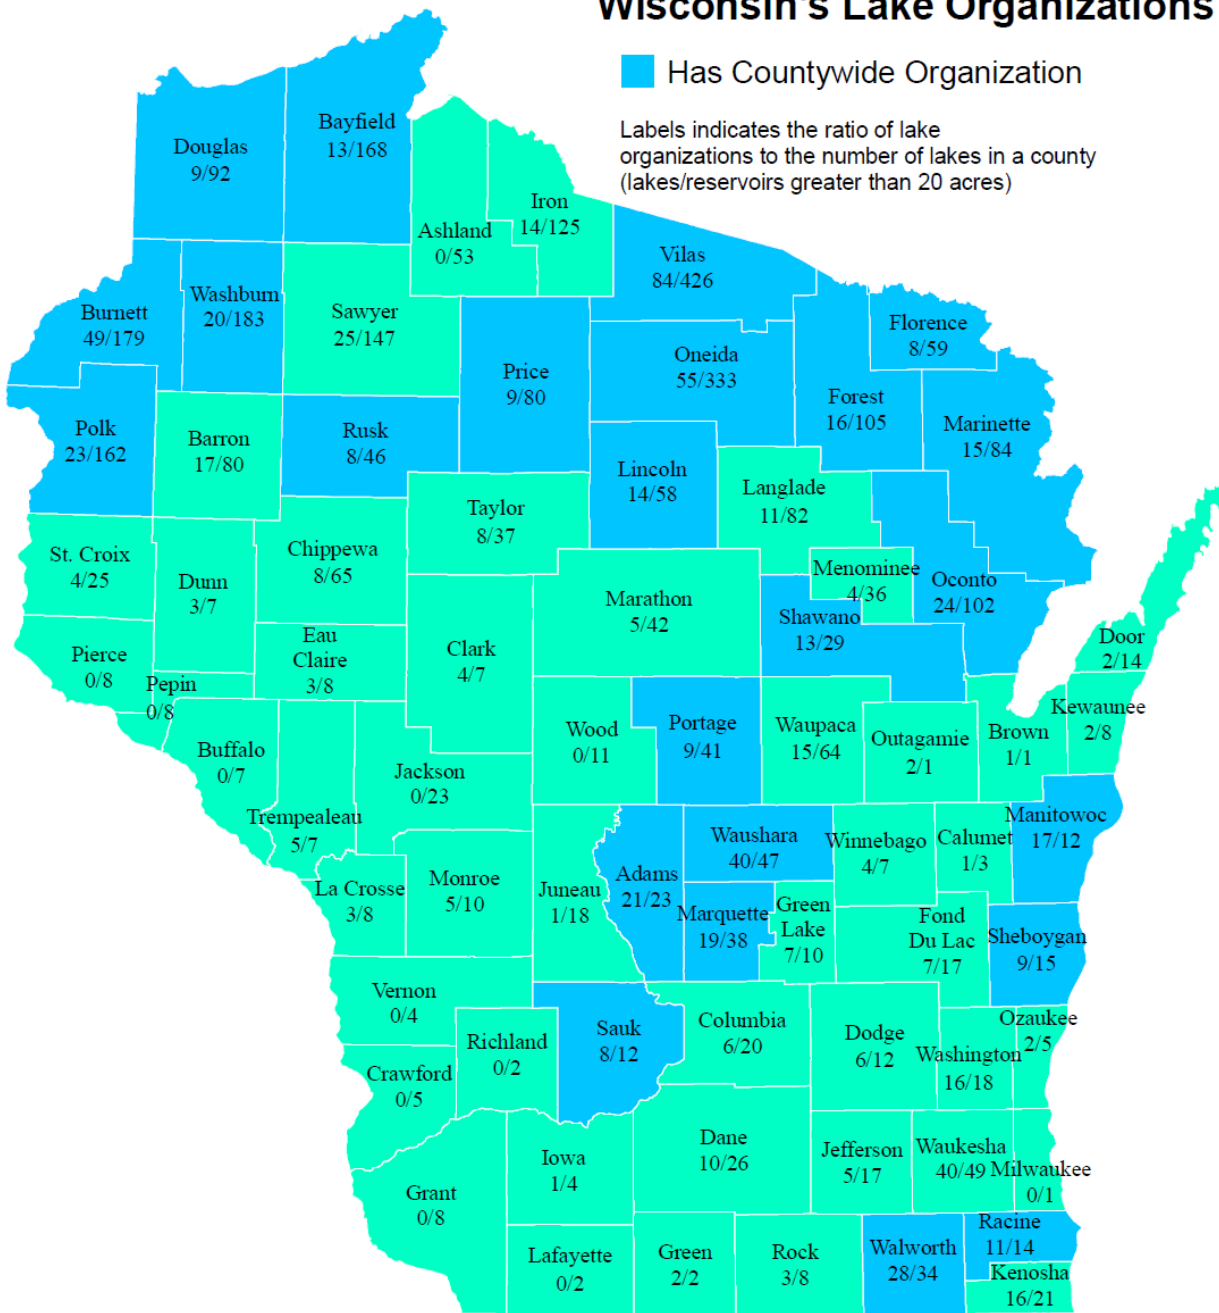 Wisconsin's Lake Organizations
Has Countywide Organization
Labels indicates the ratio of lake
organizations to the number of lakes in a county
(lakes/reservoirs greater than 20 acres)
Douglas
9/92
Bayfield
13/168
Ashland
0/53
Iron
14/125
Vilas
84/426
Burnett
49/179
Washburn
20/183
Sawyer
25/147
Price
9/80
Oneida
55/333
Florence
8/59
Forest
16/105
Marinette
15/84
Polk
23/162
Barron
17/80
Rusk
8/46
Lincoln
14/58
Langlade
11/82
Taylor
8/37
St. Croix
4/25
Dunn
3/7
Chippewa
8/65
Menominee
4/36
Oconto
24/102
Marathon
5/42
Shawano
13/29
Clark
4/7
Eau
Claire
3/8
Pierce
0/8
Pepin
0/8
Door
2/14
Kewaunee
2/8
Wood
0/11
Portage
9/41
Waupaca
15/64
Outagamie
2/1
Brown
1/1
Buffalo
0/7
Jackson
0/23
Trempealeau
5/7
Manitowoc
17/12
Waushara
40/47
Winnebago
4/7
Calumet
1/3
La Crosse
3/8
Monroe
5/10
Juneau
1/18
Adams
21/23
Marquette
19/38
Green
Lake
7/10
Fond
Du Lac
7/17
Sheboygan
9/15
Vernon
0/4
Richland
0/2
Sauk
8/12
Columbia
6/20
Dodge
6/12
Washington
16/18
Ozaukee
2/5
Crawford
0/5
Grant
0/8
Iowa
1/4
Dane
10/26
Jefferson
5/17
Waukesha
40/49
Milwaukee
0/1
Lafayette
0/2
Green
2/2
Rock
3/8
Walworth
28/34
Racine
11/14
Kenosha
16/21